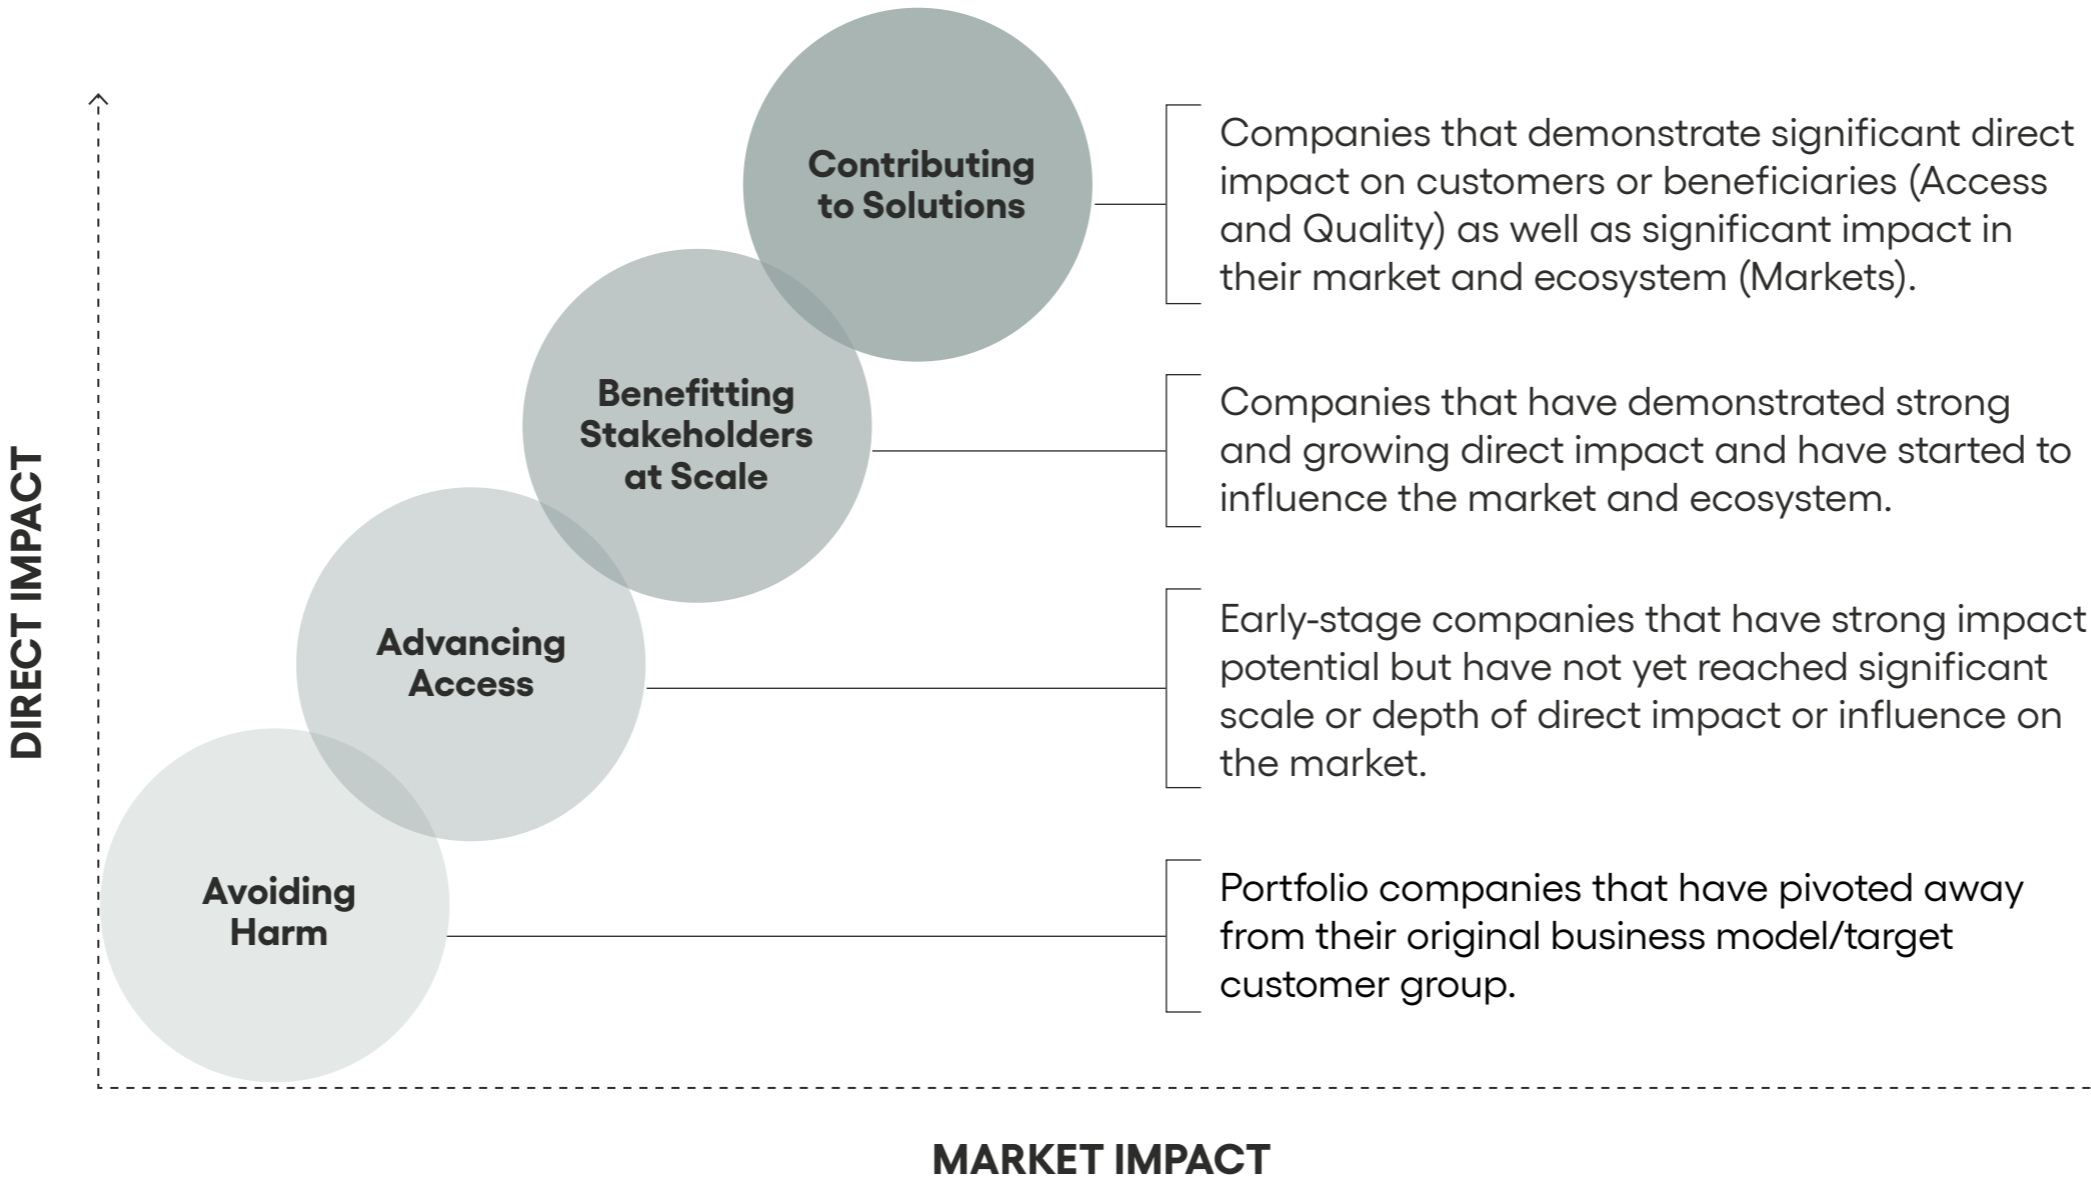 Contributing
to Solutions
Companies that demonstrate significant direct
impact on customers or beneficiaries (Access
and Quality) as well as significant impact in
their market and ecosystem (Markets).
Benefitting
Stakeholders
at Scale
Companies that have demonstrated strong
and growing direct impact and have started to
influence the market and ecosystem.
Advancing
Access
Early-stage companies that have strong impact
potential but have not yet reached significant
scale or depth of direct impact or influence on
the market.
Avoiding
Harm
Portfolio companies that have pivoted away
from their original business model/target
customer group.
DIRECT IMPACT
MARKET IMPACT